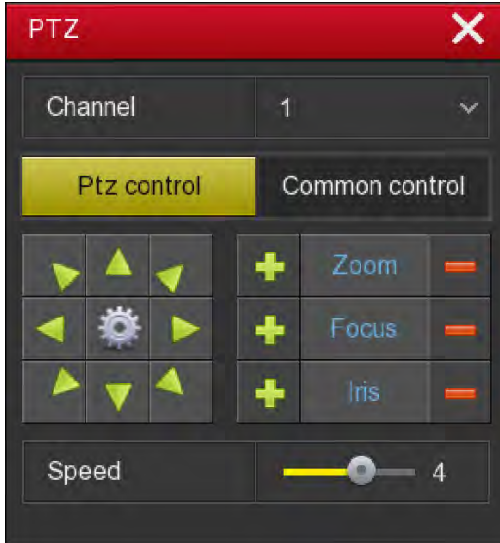 PTZ
Channel 1
Ptz control Common control
Zoom
Focus
Iris
Speed 4